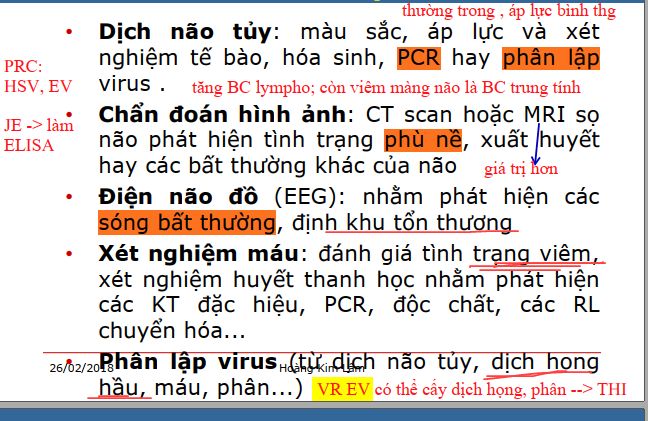 thường trong , áp lực bình thg
• Dịch não tủy: màu sắc, áp lực và xét
nghiệm tế bào, hóa sinh, PCR hay phân lập
virus . tăng BC lympho; còn viêm màng não là BC trung tính
PRC:
HSV, EV
JE -> làm
ELISA
• Chẩn đoán hình ảnh: CT scan hoặc MRI sọ
não phát hiện tình trạng phù nề, xuất huyết
hay các bất thường khác của não giá trị hơn
• Điện não đồ (EEG): nhằm phát hiện các
sóng bất thường, định khu tổn thương
• Xét nghiệm máu: đánh giá tình trạng viêm,
xét nghiệm huyết thanh học nhằm phát hiện
các KT đặc hiệu, PCR, độc chất, các RL
chuyển hóa...
• Phân lập virus (từ dịch não tủy, dịch họng
26/02/2018 Hoàng Kim Lâm
hầu, máu, phân...) VR EV có thể cấy dịch họng, phân --> THI